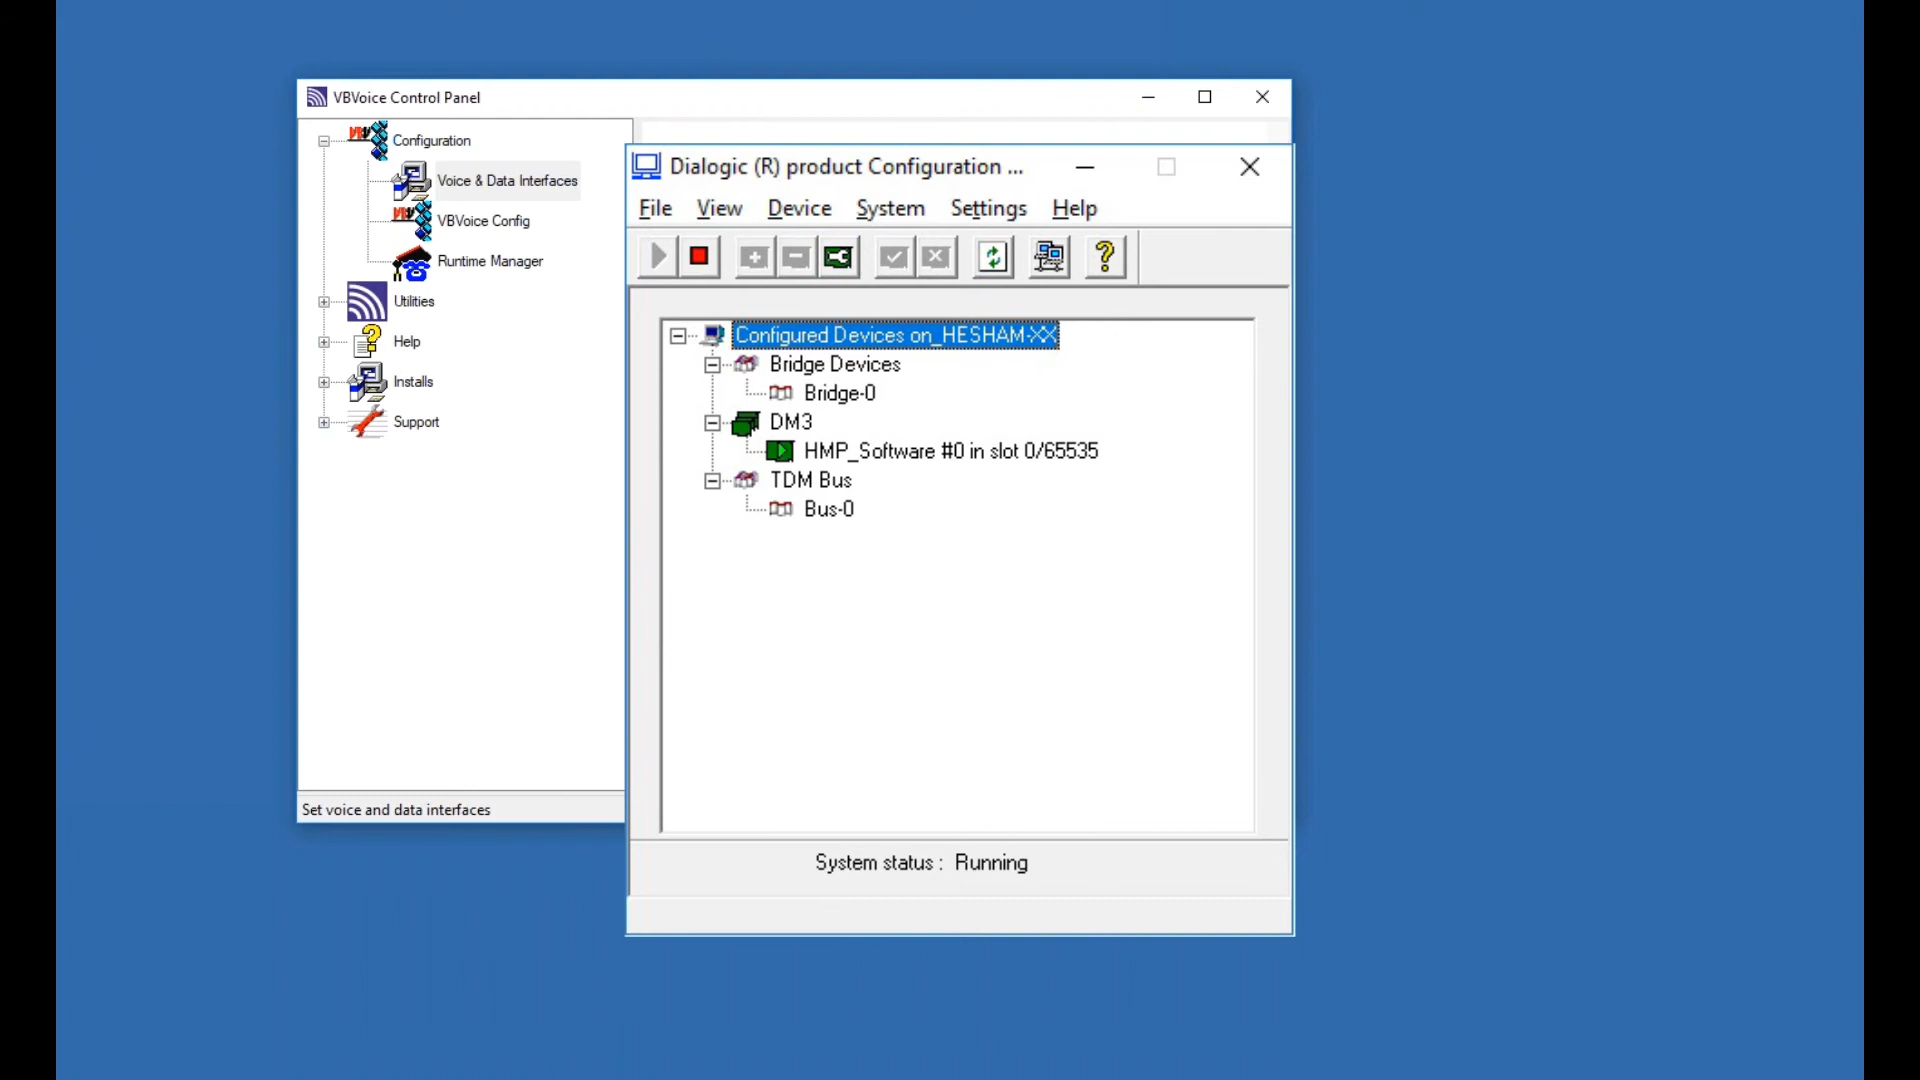 VBVoice Control Panel
Configuration
Voice & Data Interfaces
VBVoice Config
Runtime Manager
Utilities
Help
Installs
Support
Set voice and data interfaces
Dialogic (R) product Configuration ...
File View Device System Settings Help
Configured Devices on_HESHAM-XX
Bridge Devices
Bridge-0
DM3
HMP_Software #0 in slot 0/65535
TDM Bus
Bus-0
System status : Running